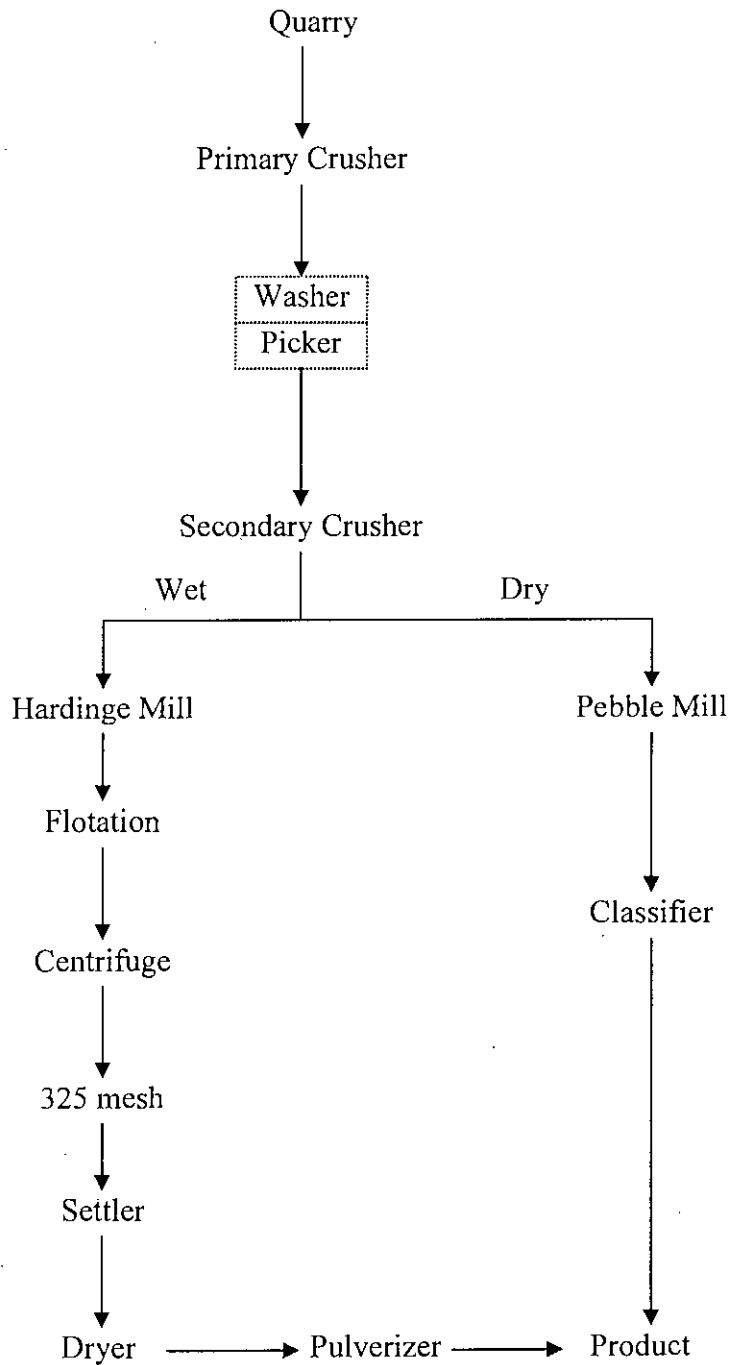 Quarry
Primary Crusher
Washer
Picker
Secondary Crusher
Wet
Dry
Hardinge Mill
Pebble Mill
Flotation
Classifier
Centrifuge
325 mesh
Settler
Dryer
Pulverizer
Product